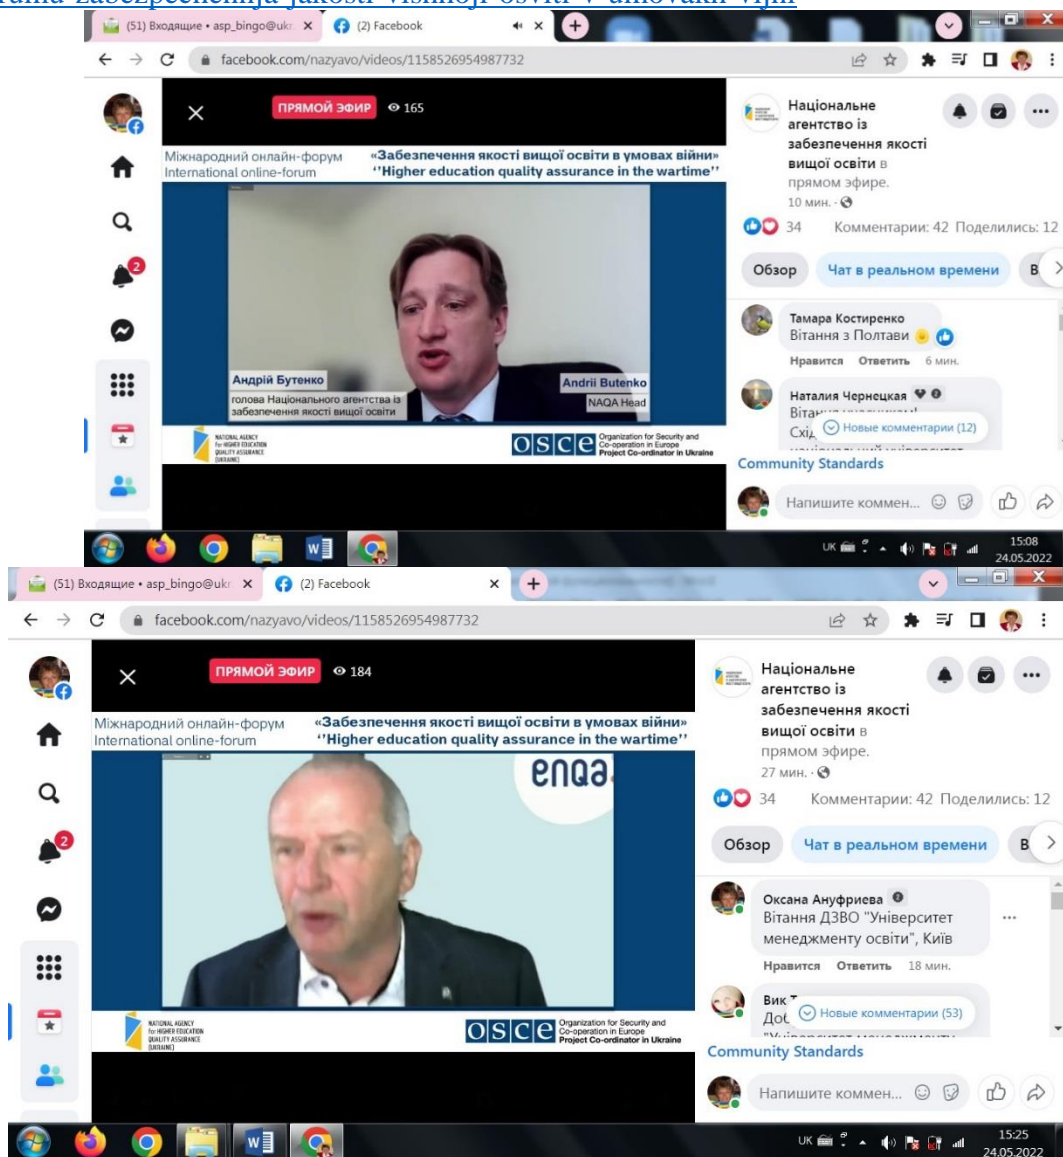 zabezpechennja-jakosti-vishhoji-osviti-v-umovakh-vijni
(51) Входящие • asp_bingo@ukr
(2) Facebook
facebook.com/nazyavo/videos/1158526954987732
ПРЯМОЙ ЭФИР 165
Міжнародний онлайн-форум «Забезпечення якості вищої освіти в умовах війни»
International online-forum ‘‘Higher education quality assurance in the wartime’’
Андрій Бутенко
голова Національного агентства із
забезпечення якості вищої освіти
Andrii Butenko
NAQA Head
NATIONAL AGENCY
for HIGHER EDUCATION
QUALITY ASSURANCE
(UKRAINE)
OSCE
Organization for Security and
Co-operation in Europe
Project Co-ordinator in Ukraine
Національне
агентство із
забезпечення якості
вищої освіти в
прямом эфире.
10 мин.
34 Комментарии: 42 Поделились: 12
Обзор Чат в реальном времени В
Тамара Костиренко
Вітання з Полтави
Нравится Ответить 6 мин.
Наталия Чернецкая
Новые комментарии (12)
Community Standards
Напишите коммен...
UK 15:08
24.05.2022
(51) Входящие • asp_bingo@ukr
(2) Facebook
facebook.com/nazyavo/videos/1158526954987732
ПРЯМОЙ ЭФИР 184
Міжнародний онлайн-форум «Забезпечення якості вищої освіти в умовах війни»
International online-forum ‘‘Higher education quality assurance in the wartime’’
enqa.
NATIONAL AGENCY
for HIGHER EDUCATION
QUALITY ASSURANCE
(UKRAINE)
OSCE
Organization for Security and
Co-operation in Europe
Project Co-ordinator in Ukraine
Національне
агентство із
забезпечення якості
вищої освіти в
прямом эфире.
27 мин.
34 Комментарии: 42 Поделились: 12
Обзор Чат в реальном времени В
Оксана Ануфриева
Вітання ДЗВО "Університет
менеджменту освіти", Київ
Нравится Ответить 18 мин.
Вик
Новые комментарии (53)
Community Standards
Напишите коммен...
UK 15:25
24.05.2022